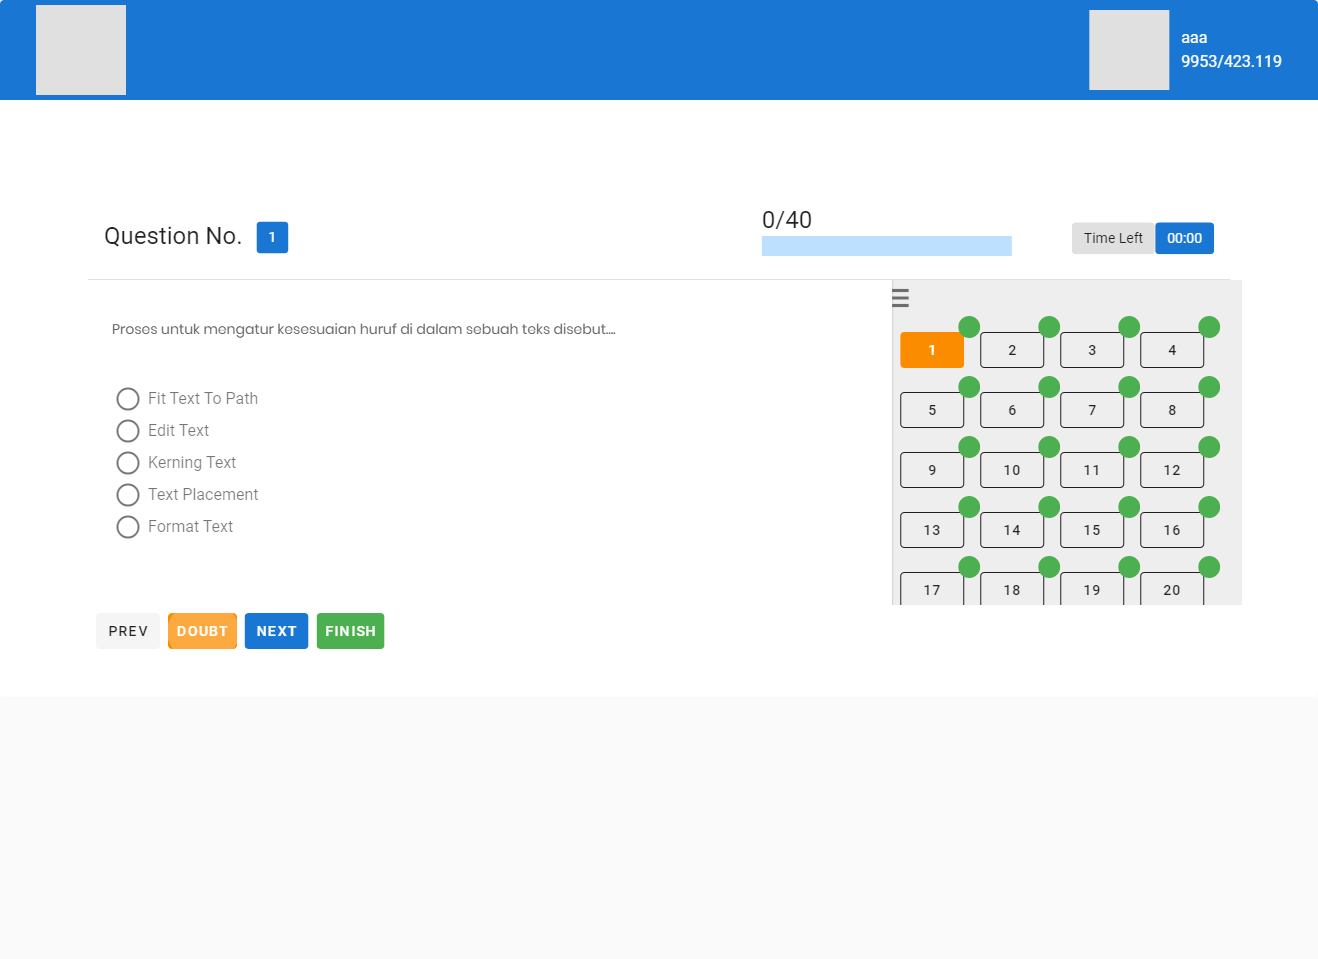 aaa
9953/423.119
Question No. 1
0/40
Time Left 00:00
Proses untuk mengatur kesesuaian huruf di dalam sebuah teks disebut....
Fit Text To Path
Edit Text
Kerning Text
Text Placement
Format Text
1 2 3 4
5 6 7 8
9 10 11 12
13 14 15 16
17 18 19 20
PREV DOUBT NEXT FINISH